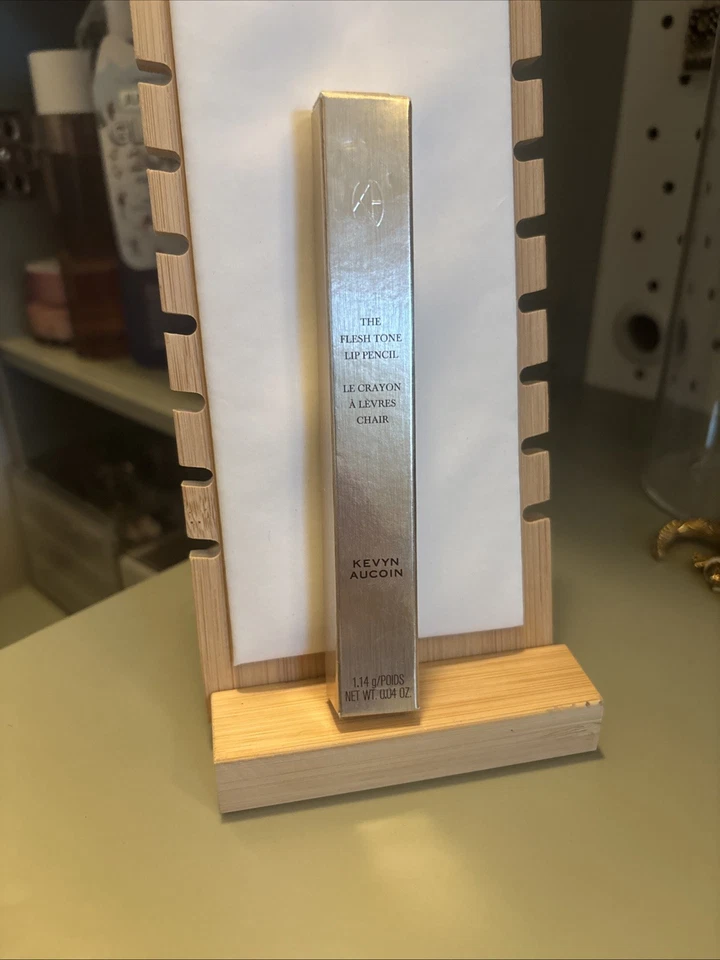 THE
FLESH TONE
LIP PENCIL
LE CRAYON
À LÈVRES
CHAIR
KEVYN
AUCOIN
1.14 g/POIDS
NET WT. 0.04 OZ.